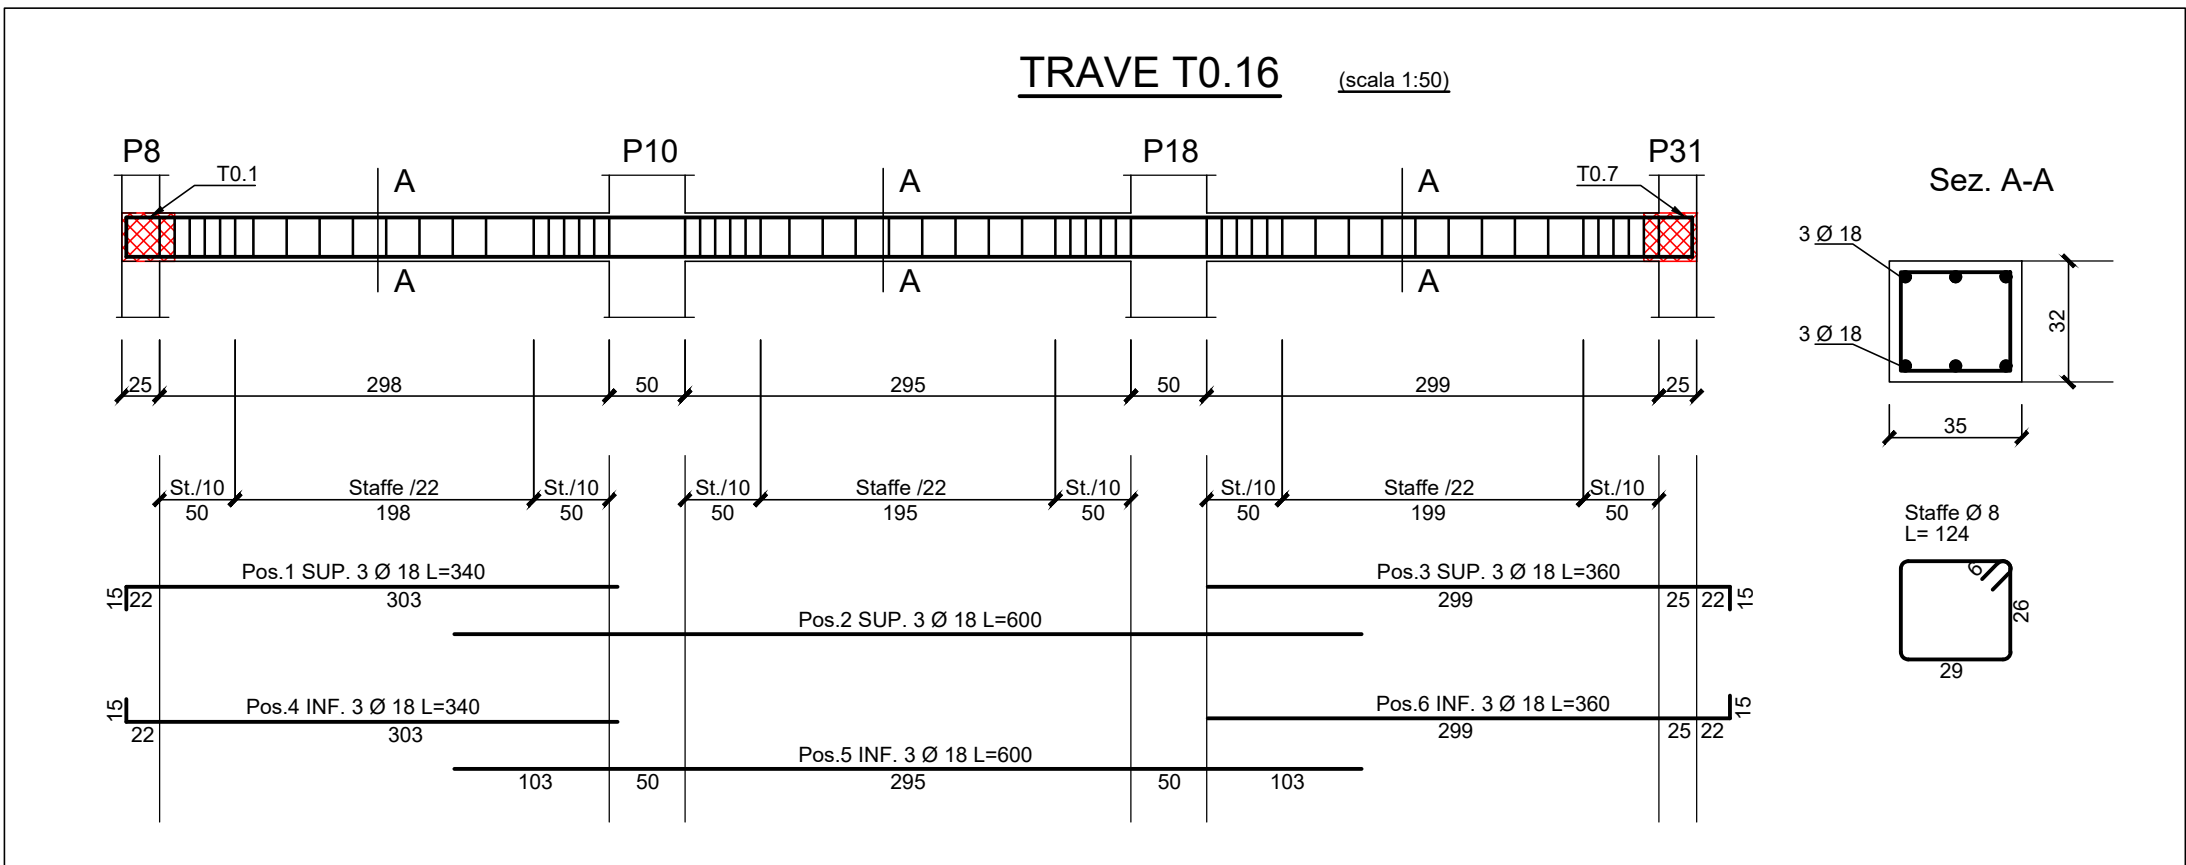 TRAVE T0.16 (scala 1:50)
P8 P10 P18 P31
T0.1 T0.7
A A A
A A A
Sez. A-A
3 Ø 18
3 Ø 18
32
35
25 298 50 295 50 299 25
St./10 Staffe /22 St./10 St./10 Staffe /22 St./10 St./10 Staffe /22 St./10
50 198 50 50 195 50 50 199 50
Staffe Ø 8
L= 124
6
26
29
Pos.1 SUP. 3 Ø 18 L=340 Pos.3 SUP. 3 Ø 18 L=360
15 22 303 299 25 22 15
Pos.2 SUP. 3 Ø 18 L=600
Pos.4 INF. 3 Ø 18 L=340 Pos.6 INF. 3 Ø 18 L=360
15 22 303 299 25 22 15
Pos.5 INF. 3 Ø 18 L=600
103 50 295 50 103